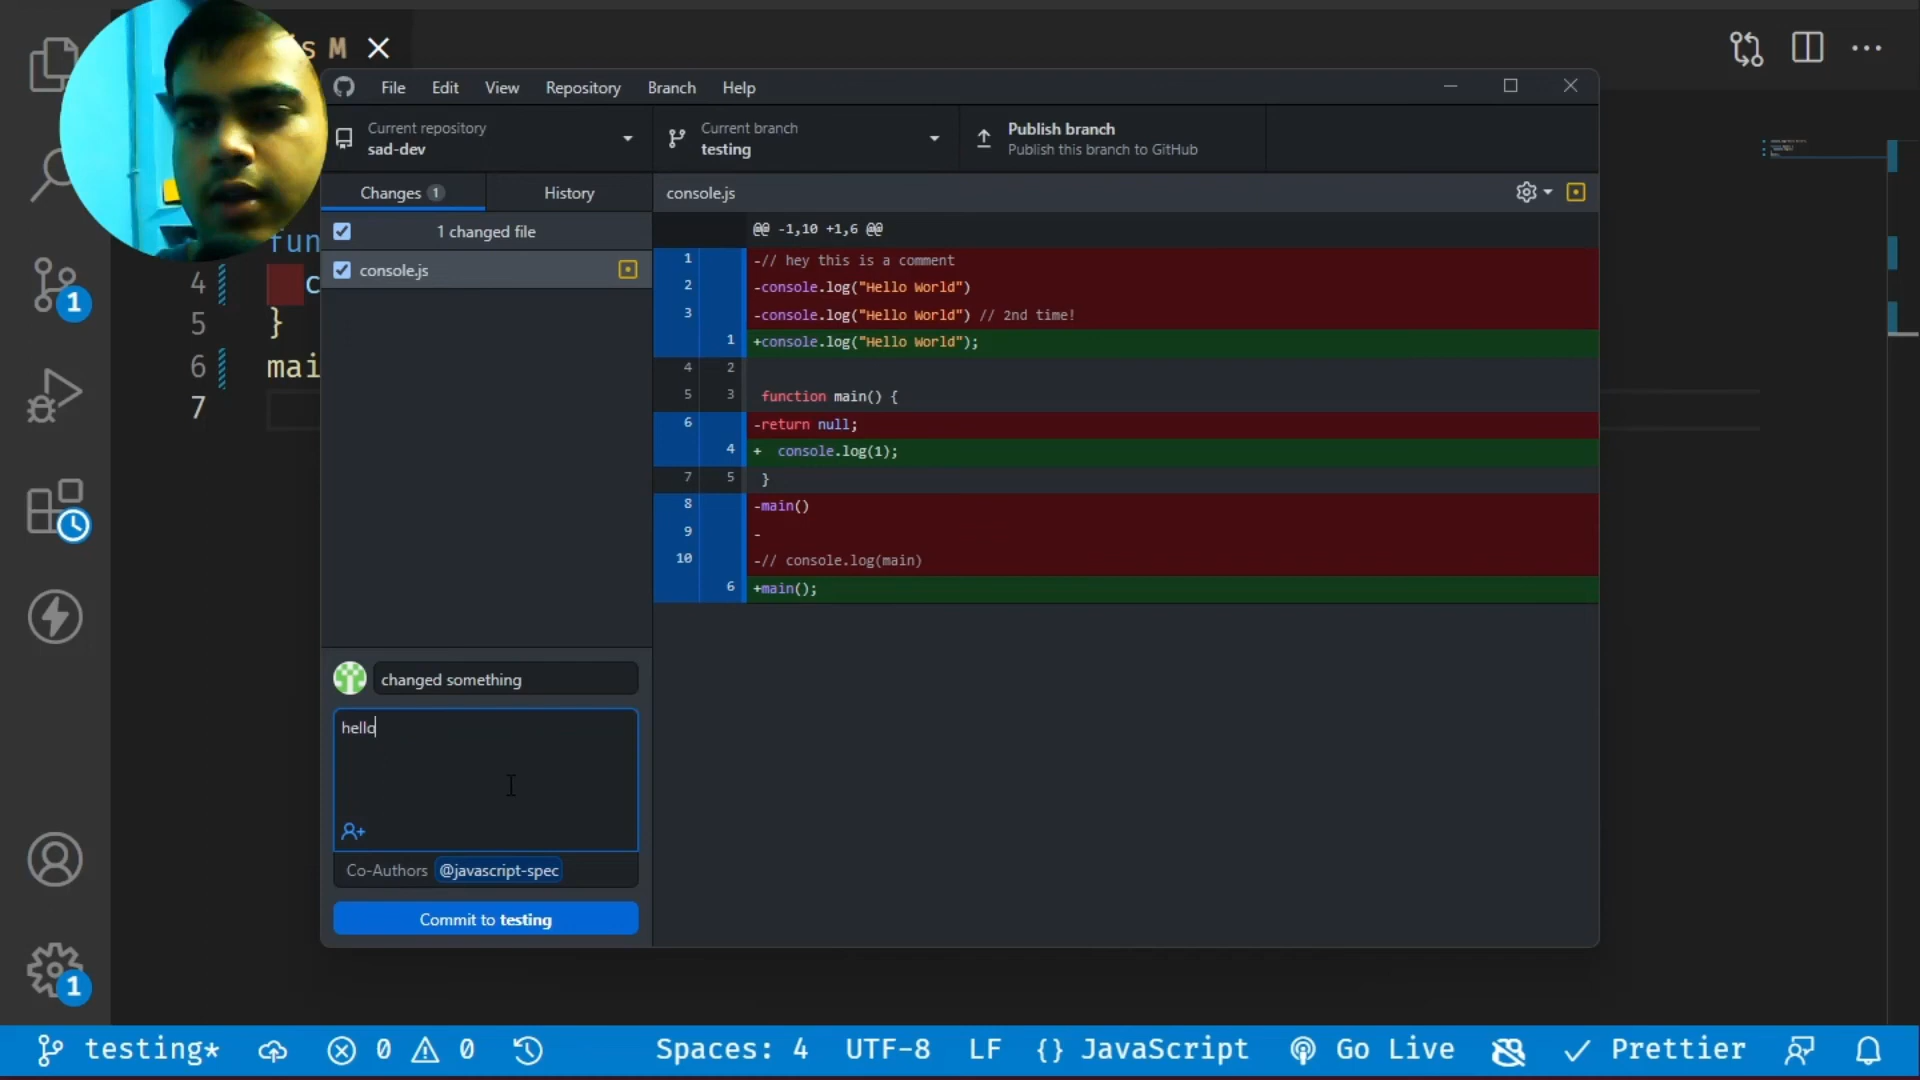 s M
File Edit View Repository Branch Help
Current repository
sad-dev
Current branch
testing
Publish branch
Publish this branch to GitHub
Changes 1
History
console.js
1 changed file
console.js
@@ -1,10 +1,6 @@
1 -// hey this is a comment
2 -console.log("Hello World")
3 -console.log("Hello World") // 2nd time!
1 +console.log("Hello World");
4 2
5 3 function main() {
6 -return null;
4 + console.log(1);
7 5 }
8 -main()
9 -
10 -// console.log(main)
6 +main();
fun
4 c
5 }
6 mai
7
1
changed something
hello
Co-Authors @javascript-spec
Commit to testing
1
testing* 0 0 Spaces: 4 UTF-8 LF {} JavaScript Go Live Prettier